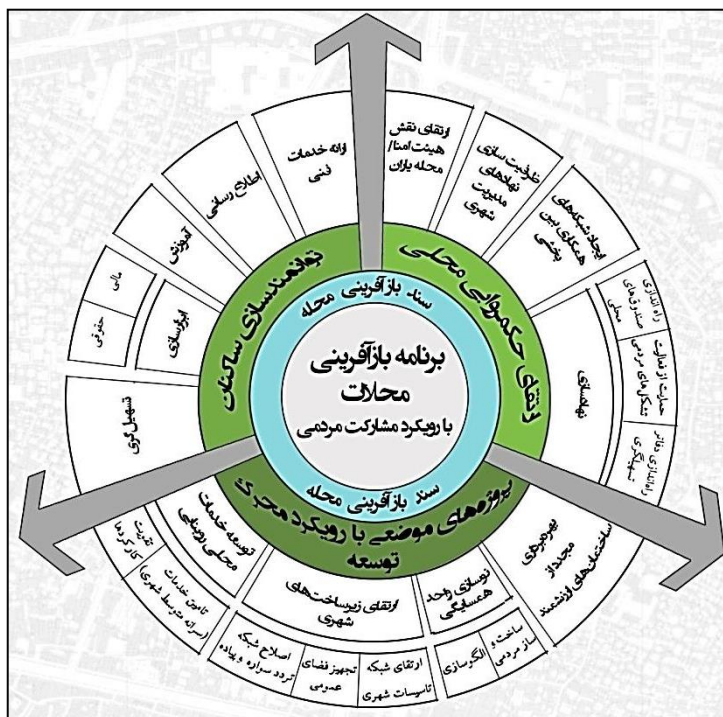 برنامه بازآفرینی
محلات
با رویکرد مشارکت مردمی
سند بازآفرینی محله
سند بازآفرینی محله
ارتقای حکمروایی محلی
ارتقای نقش
هیئت امنا/
محله یاران
ظرفیت سازی
نهادهای
مدیریت
شهری
ایجاد شبکه‌های
همکاری بین
بخشی
نهادسازی
راه اندازی
صندوق‌های
محلی
حمایت از فعالیت
تشکل‌های مردمی
راه‌اندازی دفاتر
تسهیلگری
پروژه‌های موضعی با رویکرد محرک
توسعه
بهره‌برداری
مجدد از
ساختمان‌های ارزشمند
نوسازی واحد
همسایگی
ساخت و
ساز مردمی
الگوسازی
ارتقای زیرساخت‌های
شهری
ارتقای شبکه
تاسیسات شهری
تجهیز فضای
عمومی
اصلاح شبکه
تردد سواره و پیاده
توسعه خدمات
محلی روبنایی
تامین خدمات
(سرانه متوسط شهری)
تقویت
کارکردها
توانمندسازی ساکنان
ارائه خدمات
فنی
اطلاع رسانی
آموزش
ابزارسازی
مالی
حقوقی
تسهیل گری